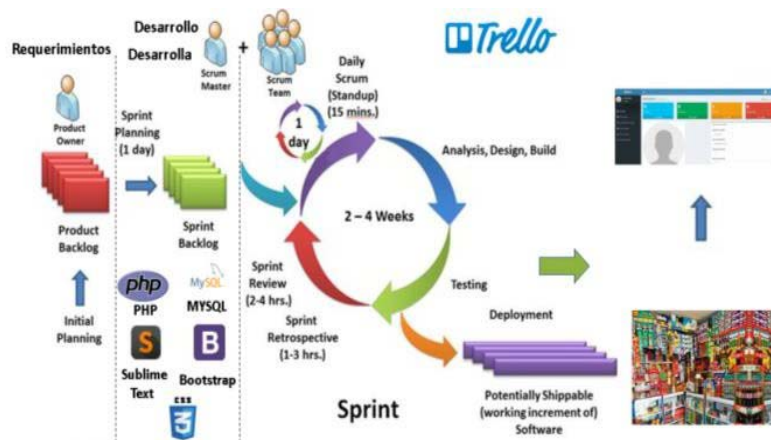 Requerimientos
Product
Owner
Product
Backlog
Initial
Planning
Sprint
Planning
(1 day)
Desarrollo
Desarrolla
Scrum
Master
+
Scrum
Team
Sprint
Backlog
php
PHP
MySQL
MYSQL
S
Sublime
Text
B
Bootstrap
CSS
3
Trello
1
day
Daily
Scrum
(Standup)
(15 mins.)
Analysis, Design, Build
2 – 4 Weeks
Testing
Sprint
Review
(2-4 hrs.)
Sprint
Retrospective
(1-3 hrs.)
Sprint
Deployment
Potentially Shippable
(working increment of)
Software